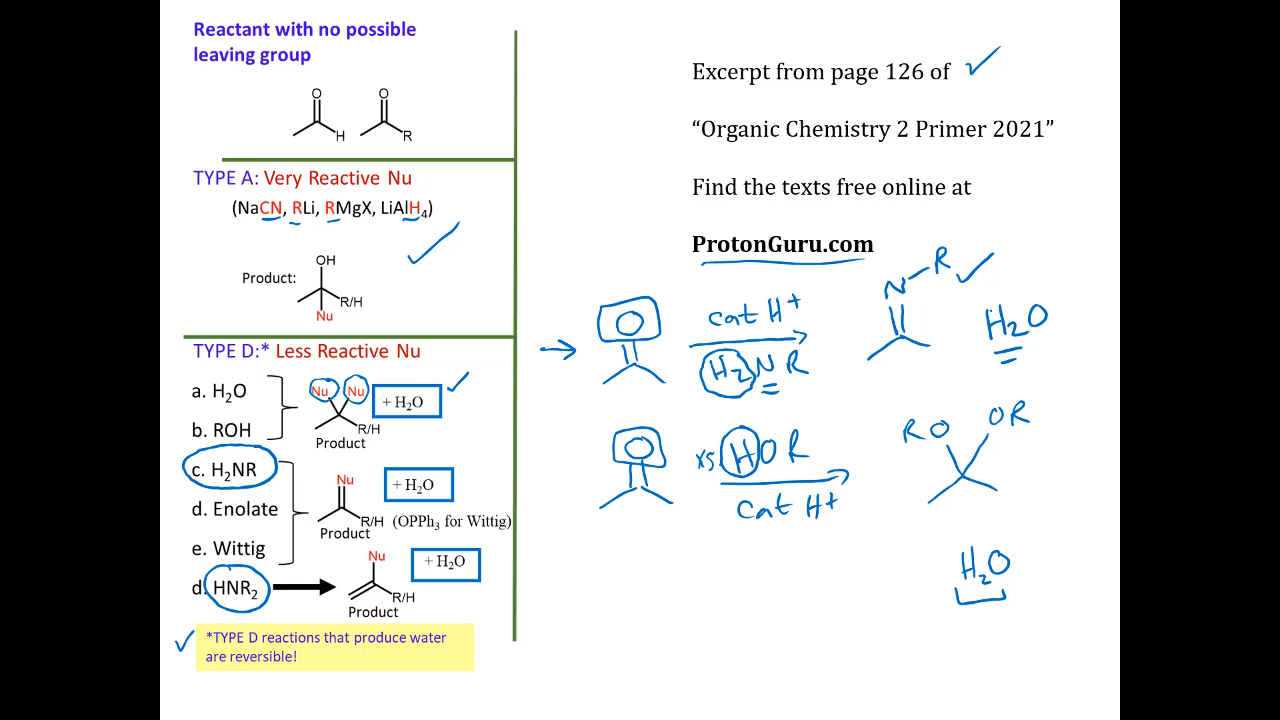 Reactant with no possible
leaving group
O
H
O
R
TYPE A: Very Reactive Nu
(NaCN, RLi, RMgX, LiAlH4)
Product:
OH
R/H
Nu
TYPE D:* Less Reactive Nu
a. H2O
b. ROH
Nu Nu
+ H2O
R/H
Product
c. H2NR
d. Enolate
e. Wittig
Nu
+ H2O
R/H (OPPh3 for Wittig)
Product
d. HNR2
Nu
+ H2O
R/H
Product
*TYPE D reactions that produce water
are reversible!
Excerpt from page 126 of
“Organic Chemistry 2 Primer 2021”
Find the texts free online at
ProtonGuru.com
O
cat H+
H2NR
N R
H2O
O
xs HOR
cat H+
RO OR
H2O